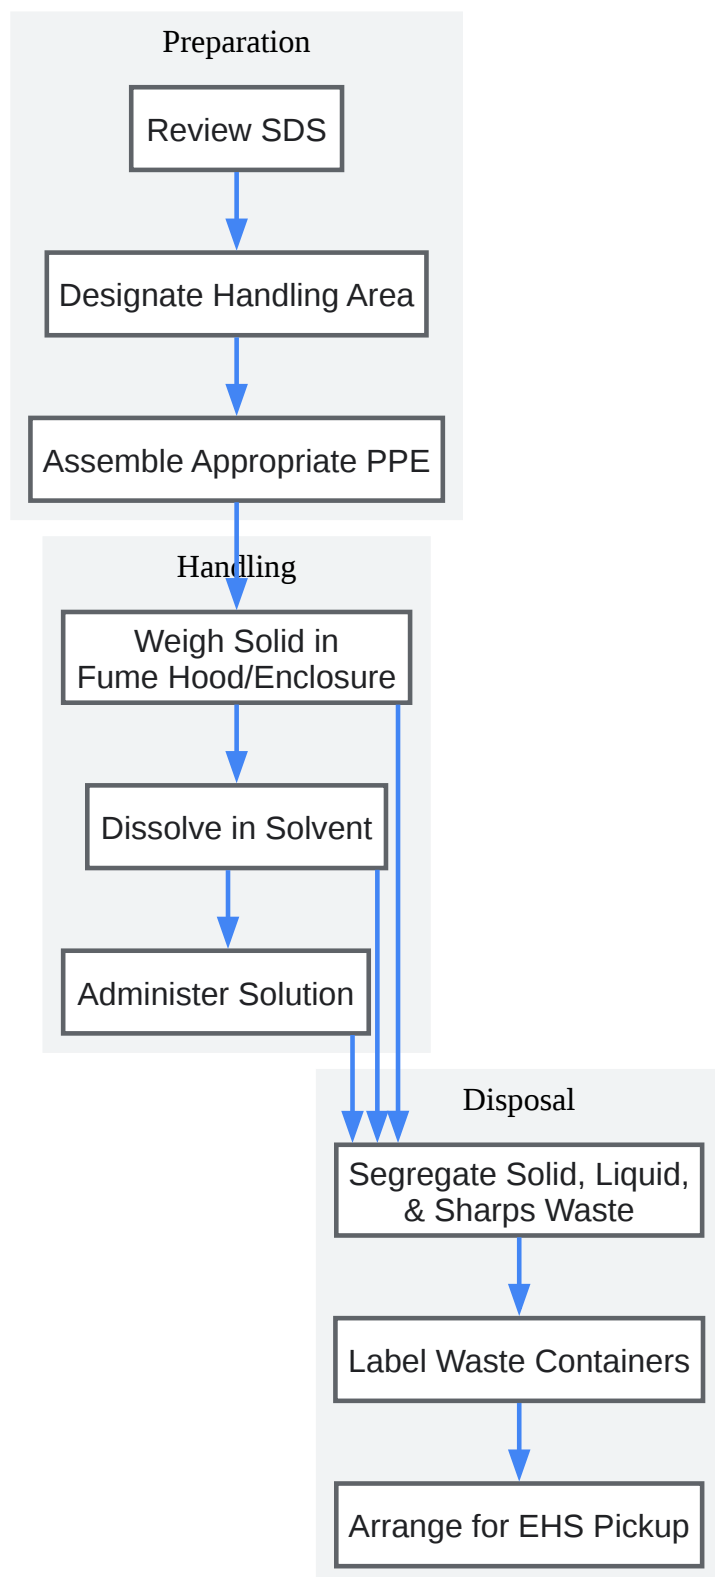 Preparation
Review SDS
Designate Handling Area
Assemble Appropriate PPE
Handling
Weigh Solid in
Fume Hood/Enclosure
Dissolve in Solvent
Administer Solution
Disposal
Segregate Solid, Liquid,
& Sharps Waste
Label Waste Containers
Arrange for EHS Pickup